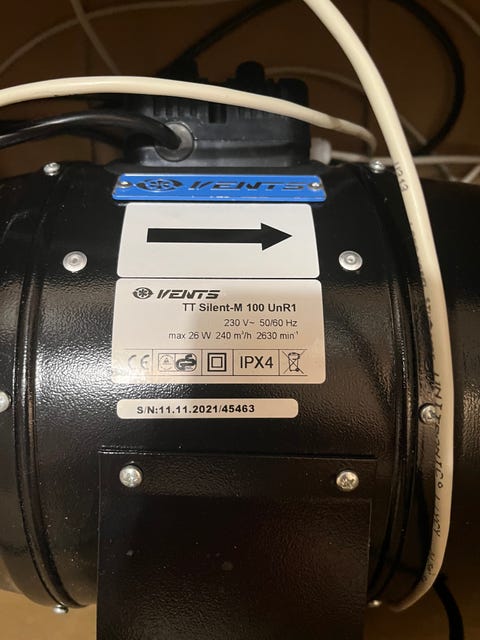 VENTS
VENTS
TT Silent-M 100 UnR1
230 V~ 50/60 Hz
max 26 W 240 m³/h 2630 min⁻¹
CE IPX4
S/N:11.11.2021/45463